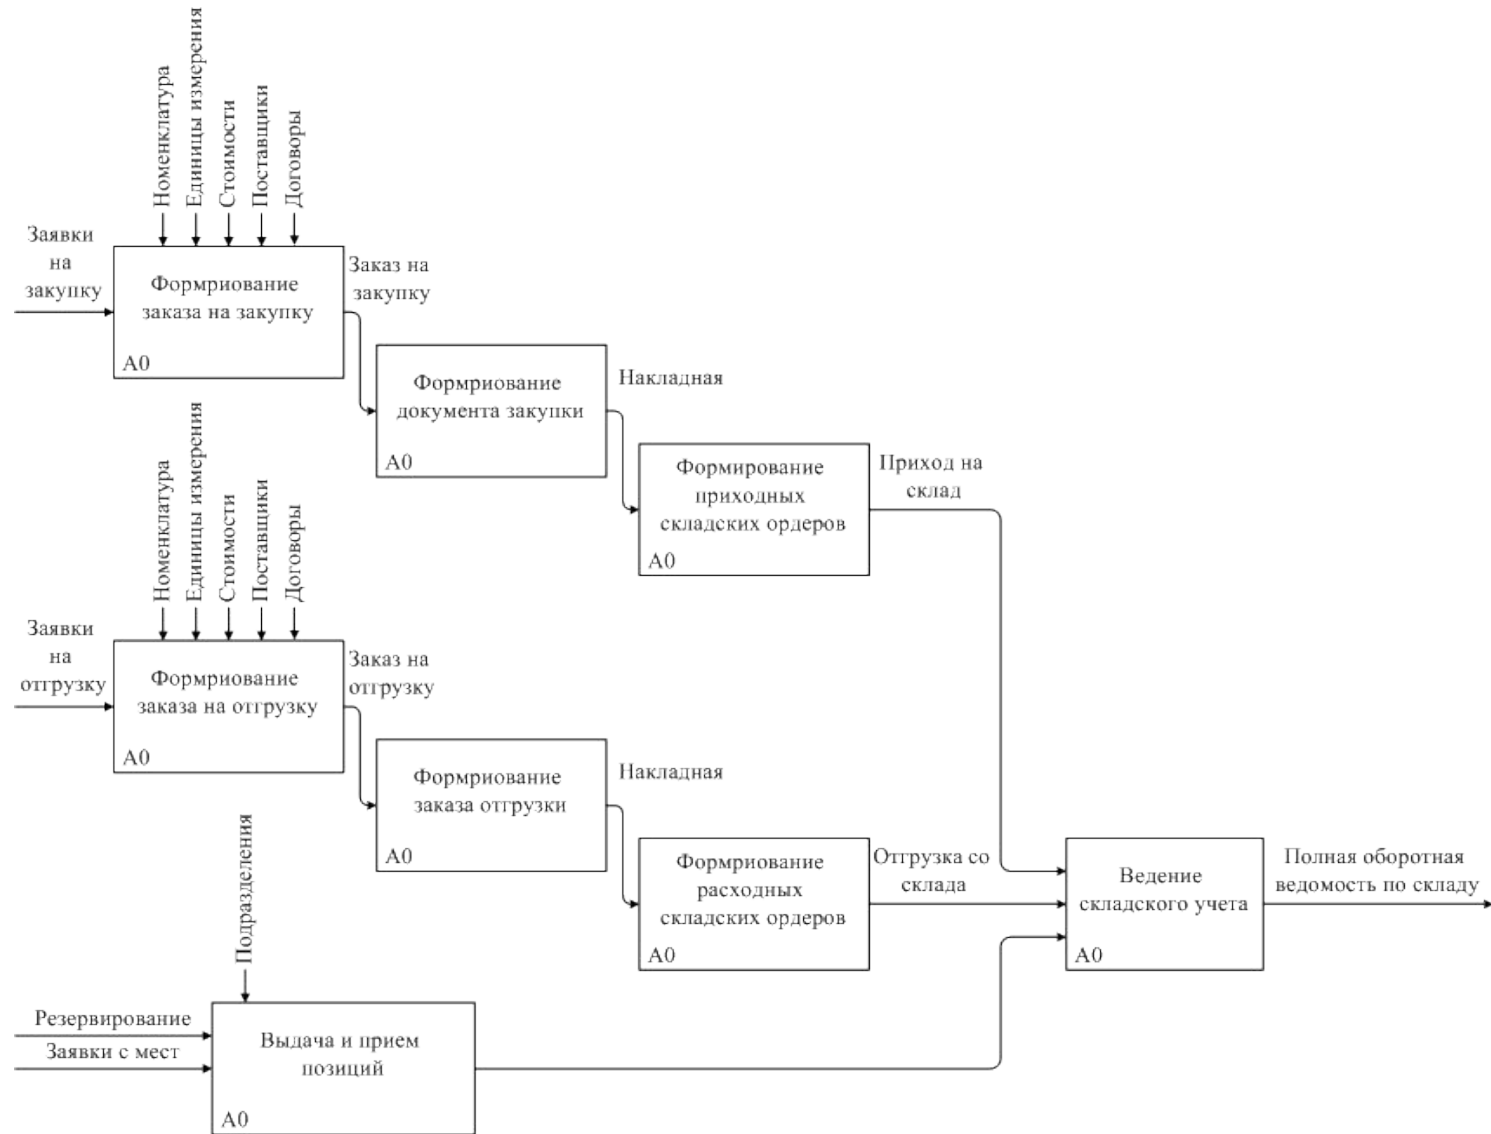 Номенклатура
Единицы измерения
Стоимости
Поставщики
Договоры
Заявки
на
закупку
Формриование
заказа на закупку
A0
Заказ на
закупку
Формриование
документа закупки
A0
Накладная
Формирование
приходных
складских ордеров
A0
Приход на
склад
Номенклатура
Единицы измерения
Стоимости
Поставщики
Договоры
Заявки
на
отгрузку
Формриование
заказа на отгрузку
A0
Заказ на
отгрузку
Формриование
заказа отгрузки
A0
Накладная
Формриование
расходных
складских ордеров
A0
Отгрузка со
склада
Ведение
складского учета
A0
Полная оборотная
ведомость по складу
Подразделения
Резервирование
Заявки с мест
Выдача и прием
позиций
A0